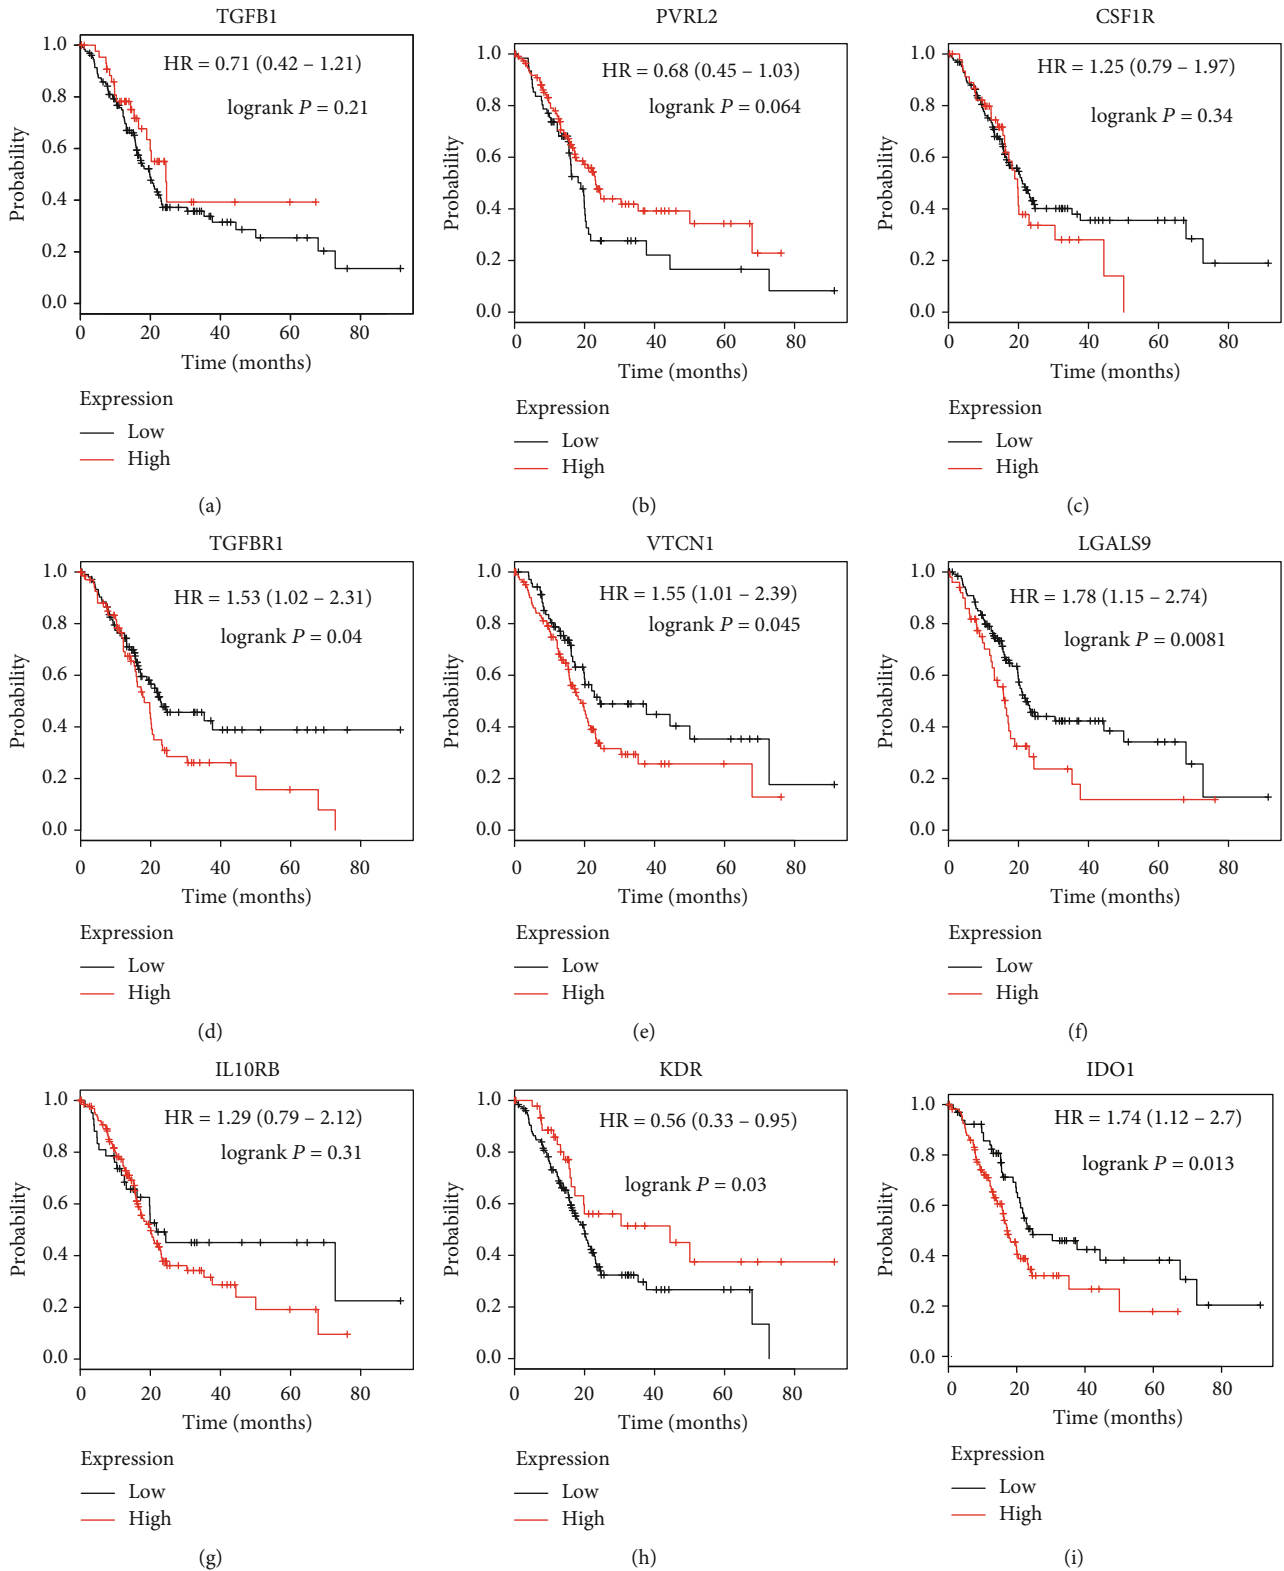 TGFB1
HR = 0.71 (0.42 – 1.21)
logrank P = 0.21
Probability
1.0
0.8
0.6
0.4
0.2
0.0
0 20 40 60 80
Time (months)
Expression
Low
High
(a)
PVRL2
HR = 0.68 (0.45 – 1.03)
logrank P = 0.064
Probability
1.0
0.8
0.6
0.4
0.2
0.0
0 20 40 60 80
Time (months)
Expression
Low
High
(b)
CSF1R
HR = 1.25 (0.79 – 1.97)
logrank P = 0.34
Probability
1.0
0.8
0.6
0.4
0.2
0.0
0 20 40 60 80
Time (months)
Expression
Low
High
(c)
TGFBR1
HR = 1.53 (1.02 – 2.31)
logrank P = 0.04
Probability
1.0
0.8
0.6
0.4
0.2
0.0
0 20 40 60 80
Time (months)
Expression
Low
High
(d)
VTCN1
HR = 1.55 (1.01 – 2.39)
logrank P = 0.045
Probability
1.0
0.8
0.6
0.4
0.2
0.0
0 20 40 60 80
Time (months)
Expression
Low
High
(e)
LGALS9
HR = 1.78 (1.15 – 2.74)
logrank P = 0.0081
Probability
1.0
0.8
0.6
0.4
0.2
0.0
0 20 40 60 80
Time (months)
Expression
Low
High
(f)
IL10RB
HR = 1.29 (0.79 – 2.12)
logrank P = 0.31
Probability
1.0
0.8
0.6
0.4
0.2
0.0
0 20 40 60 80
Time (months)
Expression
Low
High
(g)
KDR
HR = 0.56 (0.33 – 0.95)
logrank P = 0.03
Probability
1.0
0.8
0.6
0.4
0.2
0.0
0 20 40 60 80
Time (months)
Expression
Low
High
(h)
IDO1
HR = 1.74 (1.12 – 2.7)
logrank P = 0.013
Probability
1.0
0.8
0.6
0.4
0.2
0.0
0 20 40 60 80
Time (months)
Expression
Low
High
(i)